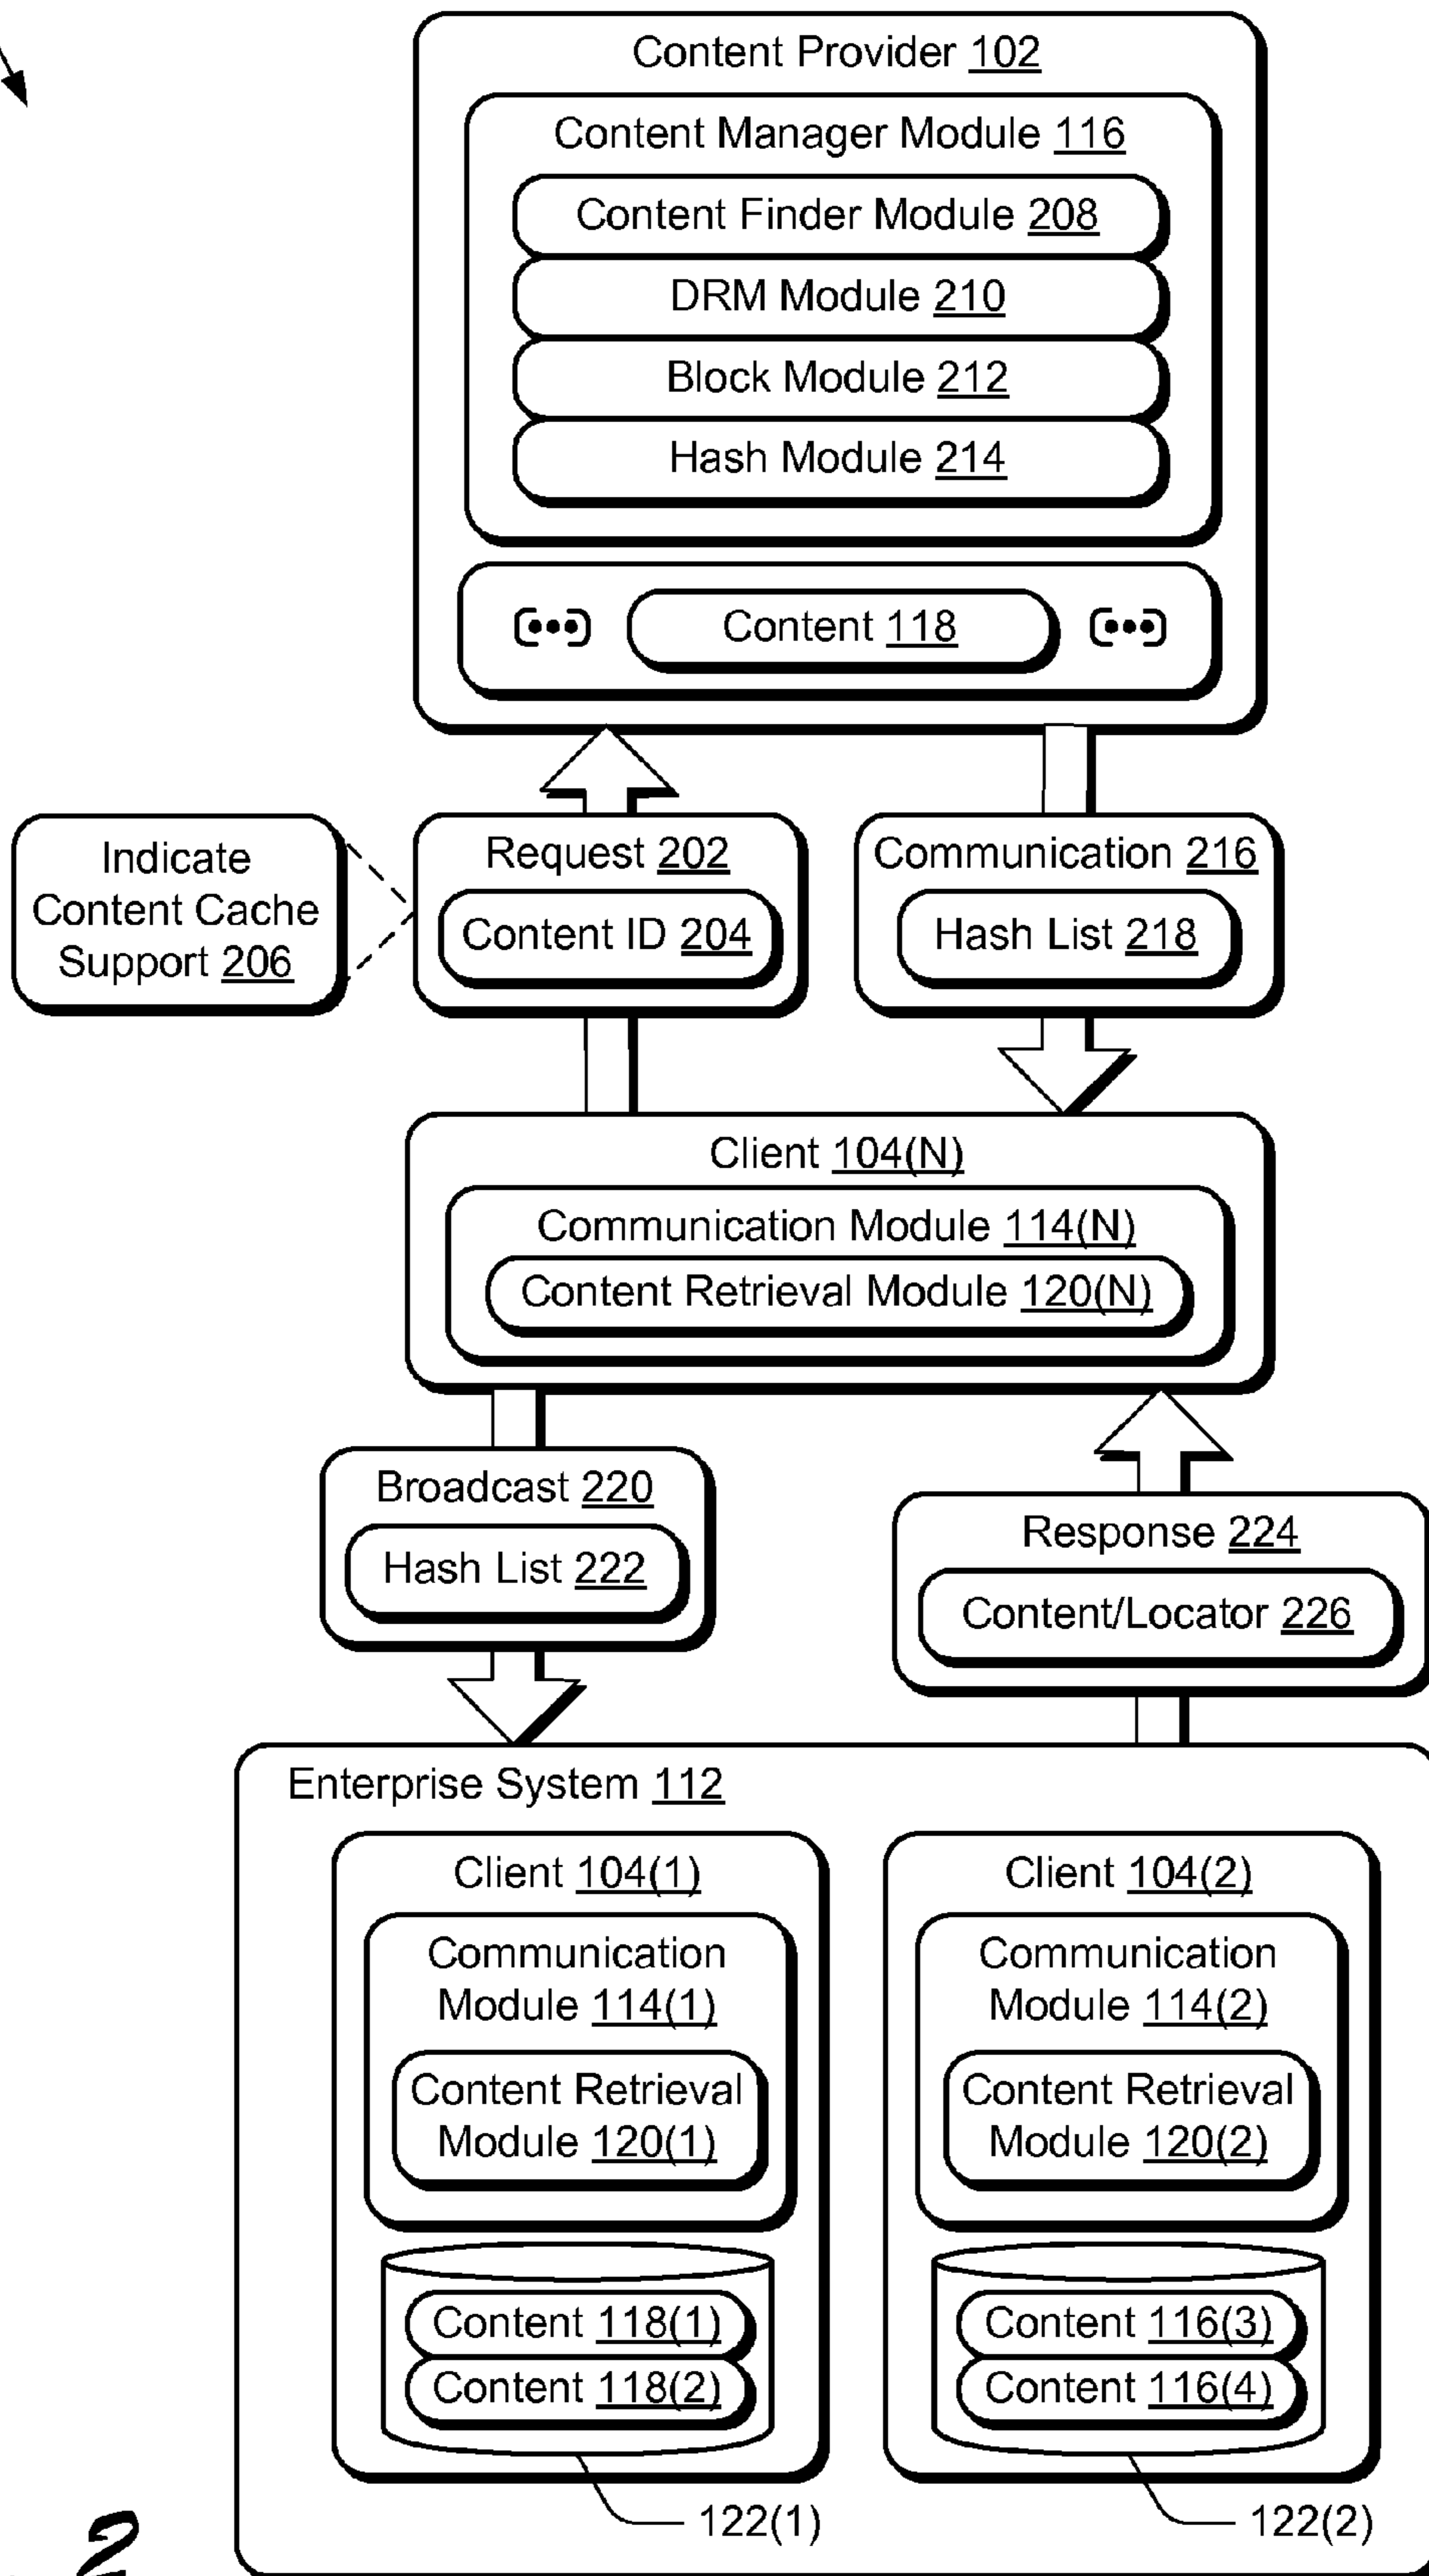 Content Provider 102
Content Manager Module 116
Content Finder Module 208
DRM Module 210
Block Module 212
Hash Module 214
Content 118
Indicate
Content Cache
Support 206
Request 202
Content ID 204
Communication 216
Hash List 218
Client 104(N)
Communication Module 114(N)
Content Retrieval Module 120(N)
Broadcast 220
Hash List 222
Response 224
Content/Locator 226
Enterprise System 112
Client 104(1)
Communication
Module 114(1)
Content Retrieval
Module 120(1)
Content 118(1)
Content 118(2)
122(1)
Client 104(2)
Communication
Module 114(2)
Content Retrieval
Module 120(2)
Content 116(3)
Content 116(4)
122(2)
2